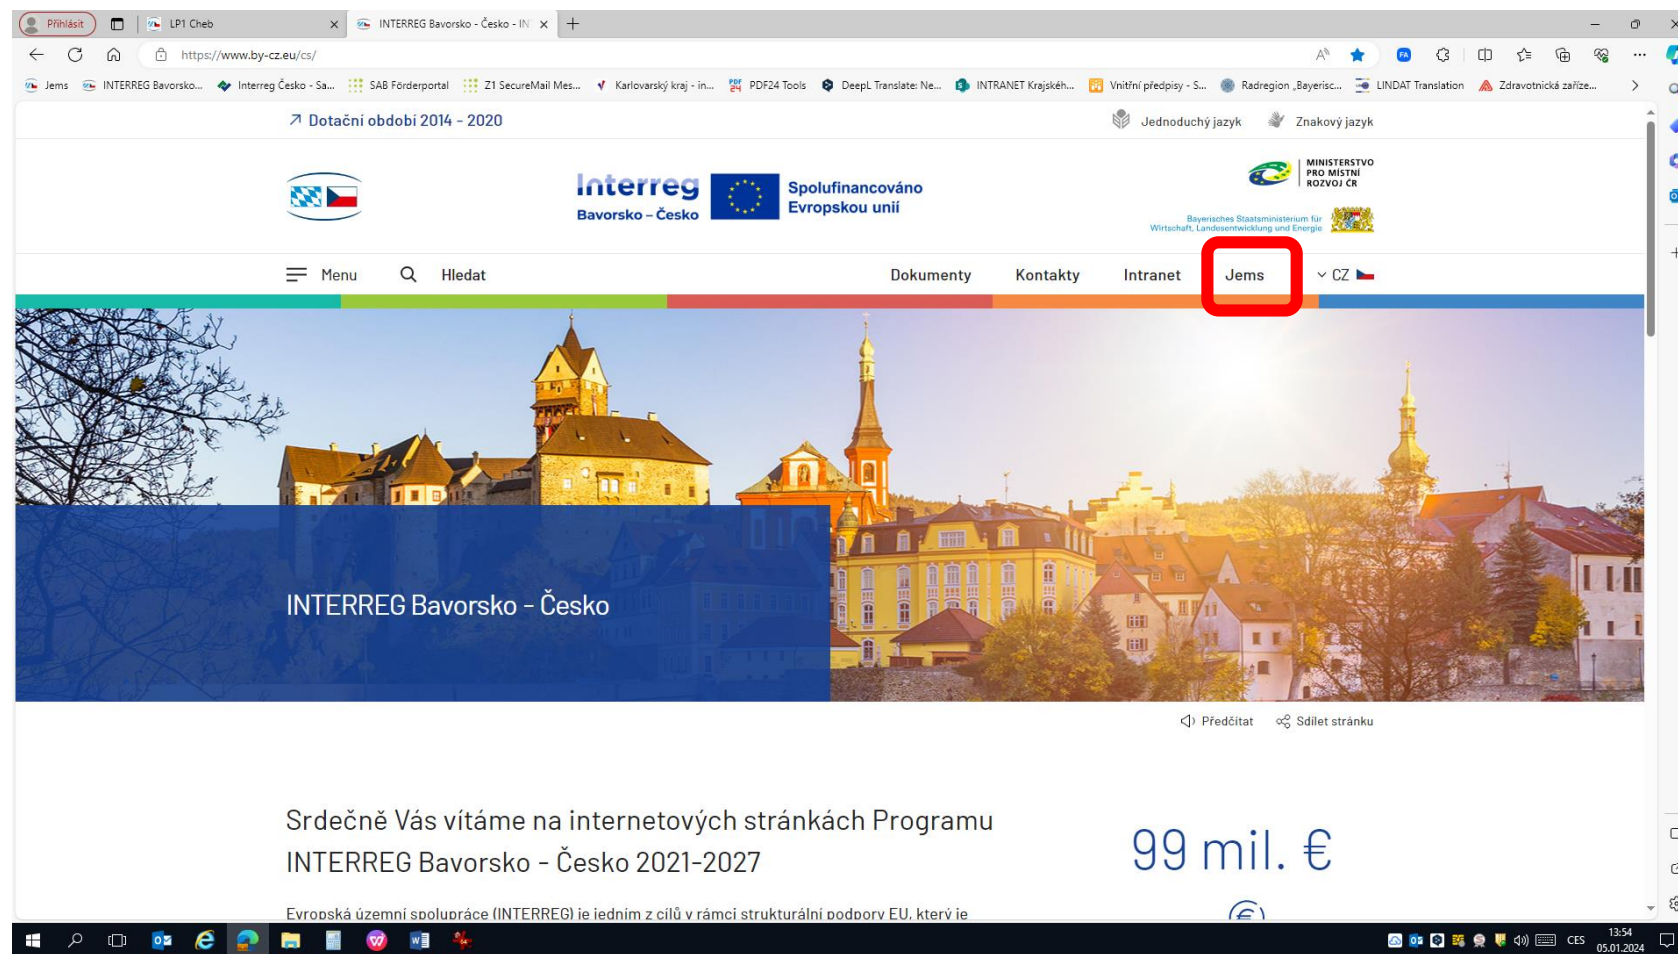 Přihlásit
LP1 Cheb
INTERREG Bavorsko - Česko - IN
https://www.by-cz.eu/cs/
Jems
INTERREG Bavorsko...
Interreg Česko - Sa...
SAB Förderportal
Z1 SecureMail Mes...
Karlovarský kraj - in...
PDF24 Tools
DeepL Translate: Ne...
INTRANET Krajskéh...
Vnitřní předpisy - S...
Radregion „Bayerisc...
LINDAT Translation
Zdravotnická zaříze...
Dotační období 2014 - 2020
Jednoduchý jazyk
Znakový jazyk
Interreg
Bavorsko – Česko
Spolufinancováno
Evropskou unií
MINISTERSTVO
PRO MÍSTNÍ
ROZVOJ ČR
Bayerisches Staatsministerium für
Wirtschaft, Landesentwicklung und Energie
Menu
Hledat
Dokumenty
Kontakty
Intranet
Jems
CZ
INTERREG Bavorsko - Česko
Předčítat
Sdílet stránku
Srdečně Vás vítáme na internetových stránkách Programu
INTERREG Bavorsko - Česko 2021-2027
99 mil. €
Evropská územní spolupráce (INTERREG) je jedním z cílů v rámci strukturální podpory EU, který je
CES
13:54
05.01.2024